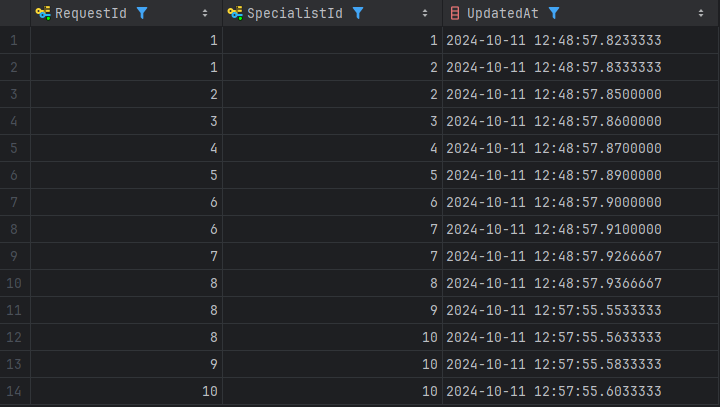 RequestId SpecialistId UpdatedAt
1 1 1 2024-10-11 12:48:57.8233333
2 1 2 2024-10-11 12:48:57.8333333
3 2 2 2024-10-11 12:48:57.8500000
4 3 3 2024-10-11 12:48:57.8600000
5 4 4 2024-10-11 12:48:57.8700000
6 5 5 2024-10-11 12:48:57.8900000
7 6 6 2024-10-11 12:48:57.9000000
8 6 7 2024-10-11 12:48:57.9100000
9 7 7 2024-10-11 12:48:57.9266667
10 8 8 2024-10-11 12:48:57.9366667
11 8 9 2024-10-11 12:57:55.5533333
12 8 10 2024-10-11 12:57:55.5633333
13 9 10 2024-10-11 12:57:55.5833333
14 10 10 2024-10-11 12:57:55.6033333